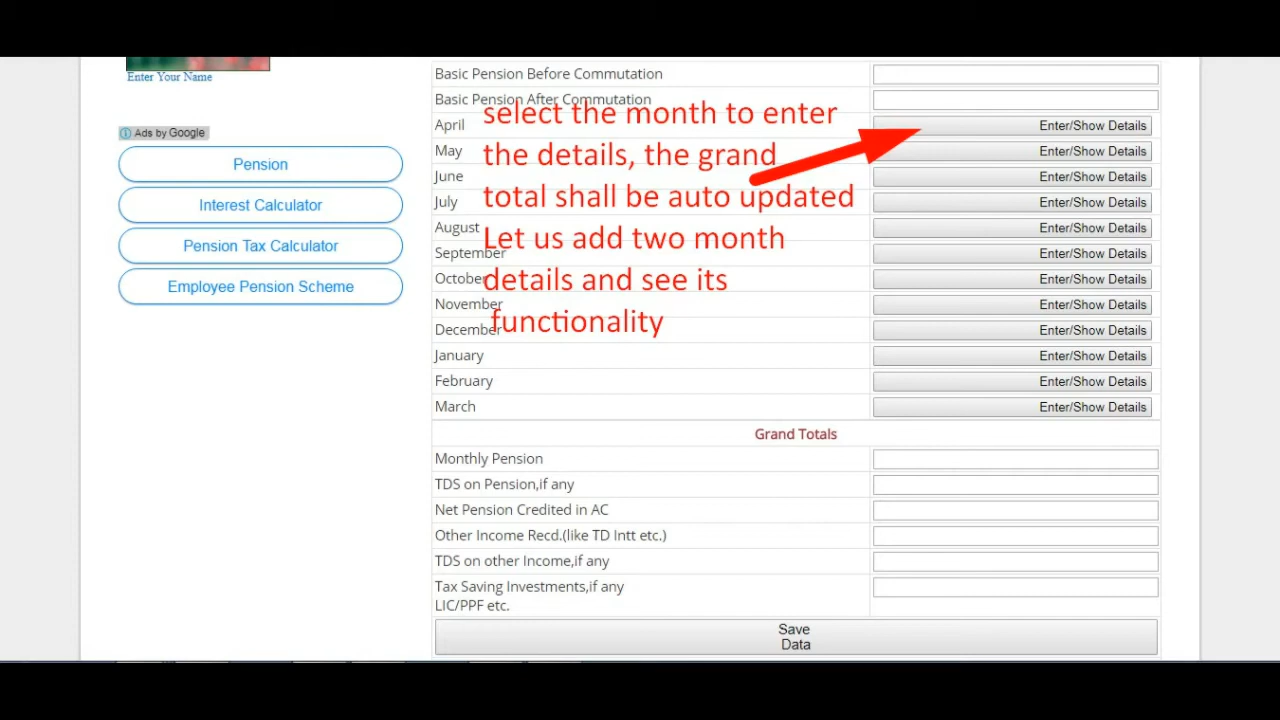 Enter Your Name
Ads by Google
Pension
Interest Calculator
Pension Tax Calculator
Employee Pension Scheme
Basic Pension Before Commutation
Basic Pension After Commutation
April Enter/Show Details
May Enter/Show Details
June Enter/Show Details
July Enter/Show Details
August Enter/Show Details
September Enter/Show Details
October Enter/Show Details
November Enter/Show Details
December Enter/Show Details
January Enter/Show Details
February Enter/Show Details
March Enter/Show Details
select the month to enter
the details, the grand
total shall be auto updated
Let us add two month
details and see its
functionality
Grand Totals
Monthly Pension
TDS on Pension,if any
Net Pension Credited in AC
Other Income Recd.(like TD Intt etc.)
TDS on other Income,if any
Tax Saving Investments,if any
LIC/PPF etc.
Save
Data